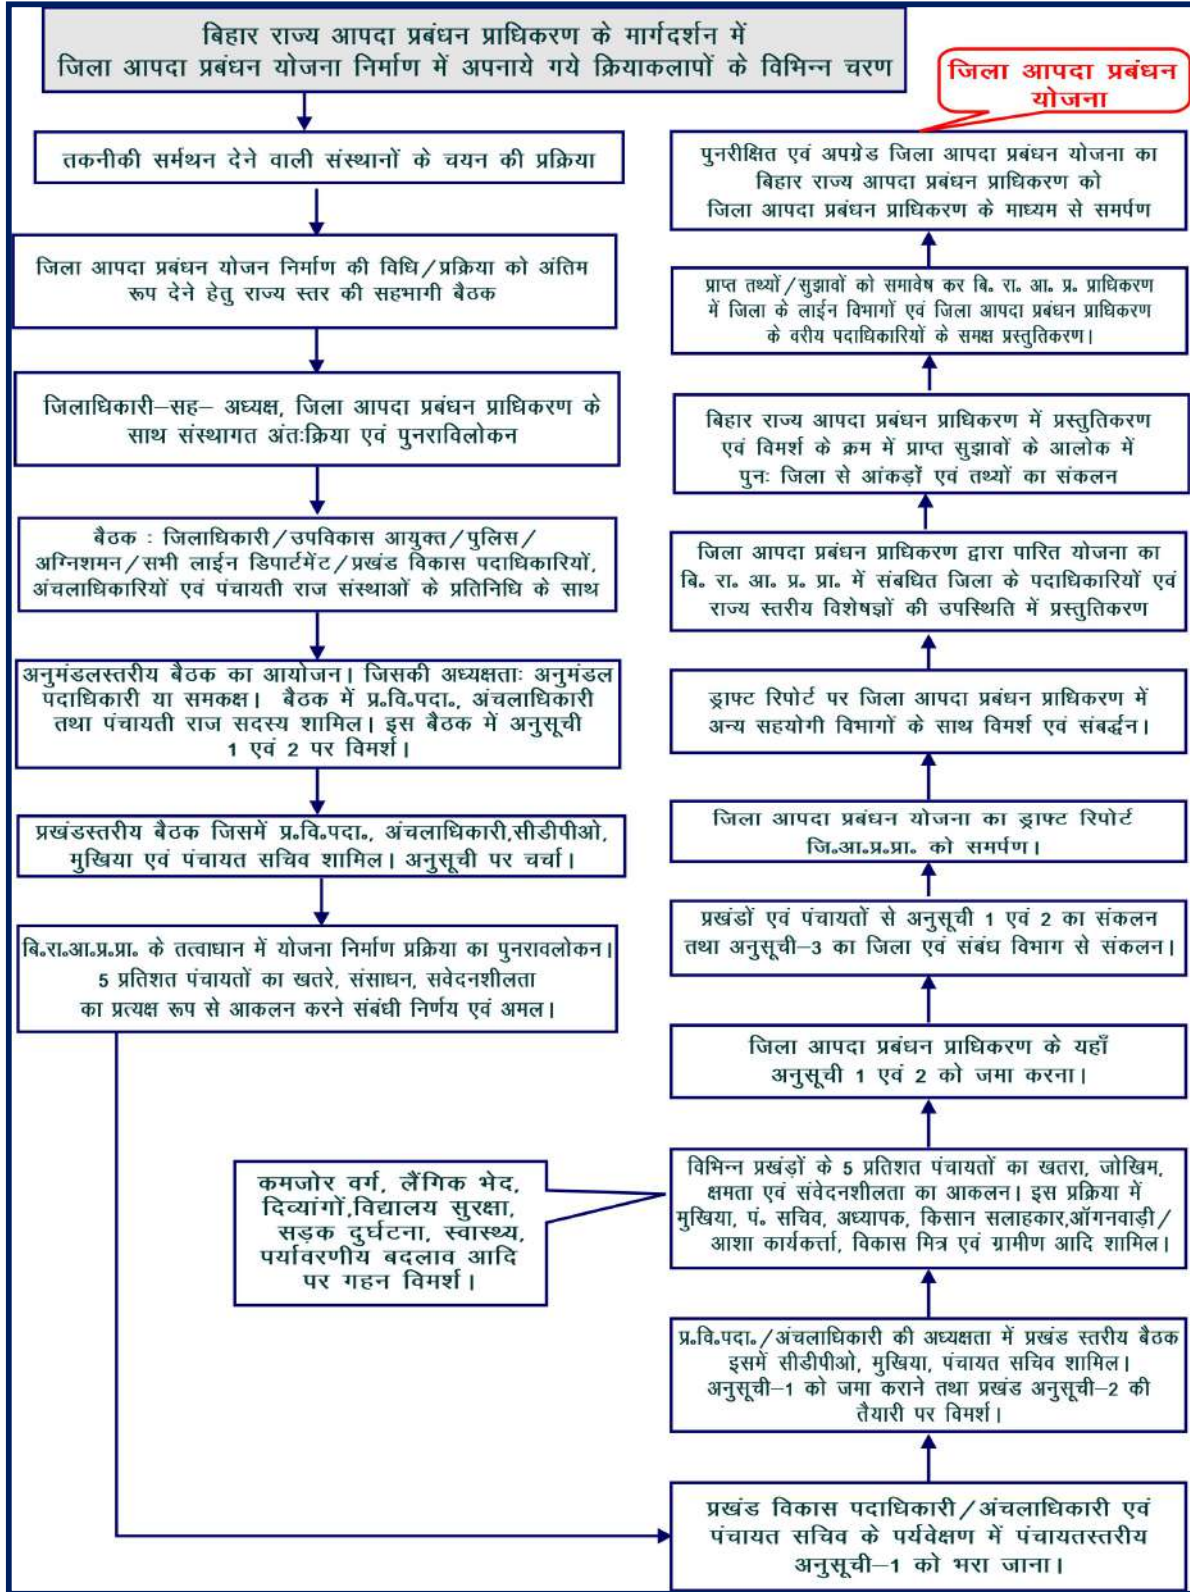 बिहार राज्य आपदा प्रबंधन प्राधिकरण के मार्गदर्शन में
जिला आपदा प्रबंधन योजना निर्माण में अपनाये गये क्रियाकलापों के विभिन्न चरण
तकनीकी सर्मथन देने वाली संस्थानों के चयन की प्रक्रिया
जिला आपदा प्रबंधन योजन निर्माण की विधि/प्रक्रिया को अंतिम
रूप देने हेतु राज्य स्तर की सहभागी बैठक
जिलाधिकारी–सह– अध्यक्ष, जिला आपदा प्रबंधन प्राधिकरण के
साथ संस्थागत अंतःक्रिया एवं पुनराविलोकन
बैठक : जिलाधिकारी/उपविकास आयुक्त/पुलिस/
अग्निशमन/सभी लाईन डिपार्टमेंट/प्रखंड विकास पदाधिकारियों,
अंचलाधिकारियों एवं पंचायती राज संस्थाओं के प्रतिनिधि के साथ
अनुमंडलस्तरीय बैठक का आयोजन। जिसकी अध्यक्षताः अनुमंडल
पदाधिकारी या समकक्ष। बैठक में प्र॰वि॰पदा॰, अंचलाधिकारी
तथा पंचायती राज सदस्य शामिल। इस बैठक में अनुसूची
1 एवं 2 पर विमर्श।
प्रखंडस्तरीय बैठक जिसमें प्र॰वि॰पदा॰, अंचलाधिकारी,सीडीपीओ,
मुखिया एवं पंचायत सचिव शामिल। अनुसूची पर चर्चा।
बि॰रा॰आ॰प्र॰प्रा॰ के तत्वाधान में योजना निर्माण प्रक्रिया का पुनरावलोकन।
5 प्रतिशत पंचायतों का खतरे, संसाधन, सवेदनशीलता
का प्रत्यक्ष रूप से आकलन करने संबंधी निर्णय एवं अमल।
प्रखंड विकास पदाधिकारी/अंचलाधिकारी एवं
पंचायत सचिव के पर्यवेक्षण में पंचायतस्तरीय
अनुसूची–1 को भरा जाना।
प्र॰वि॰पदा॰/अंचलाधिकारी की अध्यक्षता में प्रखंड स्तरीय बैठक
इसमें सीडीपीओ, मुखिया, पंचायत सचिव शामिल।
अनुसूची–1 को जमा कराने तथा प्रखंड अनुसूची–2 की
तैयारी पर विमर्श।
विभिन्न प्रखंड़ों के 5 प्रतिशत पंचायतों का खतरा, जोखिम,
क्षमता एवं संवेदनशीलता का आकलन। इस प्रक्रिया में
मुखिया, पं॰ सचिव, अध्यापक, किसान सलाहकार,ऑगनवाड़ी/
आशा कार्यकर्त्ता, विकास मित्र एवं ग्रामीण आदि शामिल।
कमजोर वर्ग, लैंगिक भेद,
दिव्यांगों,विद्यालय सुरक्षा,
सड़क दुर्घटना, स्वास्थ्य,
पर्यावरणीय बदलाव आदि
पर गहन विमर्श।
जिला आपदा प्रबंधन प्राधिकरण के यहाँ
अनुसूची 1 एवं 2 को जमा करना।
प्रखंडों एवं पंचायतों से अनुसूची 1 एवं 2 का संकलन
तथा अनुसूची–3 का जिला एवं संबंध विभाग से संकलन।
जिला आपदा प्रबंधन योजना का ड्राफ्ट रिपोर्ट
जि॰आ॰प्र॰प्रा॰ को समर्पण।
ड्राफ्ट रिपोर्ट पर जिला आपदा प्रबंधन प्राधिकरण में
अन्य सहयोगी विभागों के साथ विमर्श एवं संबर्द्धन।
जिला आपदा प्रबंधन प्राधिकरण द्वारा पारित योजना का
बि॰ रा॰ आ॰ प्र॰ प्रा॰ में संबधित जिला के पदाधिकारियों एवं
राज्य स्तरीय विशेषज्ञों की उपस्थिति में प्रस्तुतिकरण
बिहार राज्य आपदा प्रबंधन प्राधिकरण में प्रस्तुतिकरण
एवं विमर्श के क्रम में प्राप्त सुझावों के आलोक में
पुनः जिला से आंकड़ों एवं तथ्यों का संकलन
प्राप्त तथ्यों/सुझावों को समावेष कर बि॰ रा॰ आ॰ प्र॰ प्राधिकरण
में जिला के लाईन विभागों एवं जिला आपदा प्रबंधन प्राधिकरण
के वरीय पदाधिकारियों के समक्ष प्रस्तुतिकरण।
पुनरीक्षित एवं अपग्रेड जिला आपदा प्रबंधन योजना का
बिहार राज्य आपदा प्रबंधन प्राधिकरण को
जिला आपदा प्रबंधन प्राधिकरण के माध्यम से समर्पण
जिला आपदा प्रबंधन
योजना